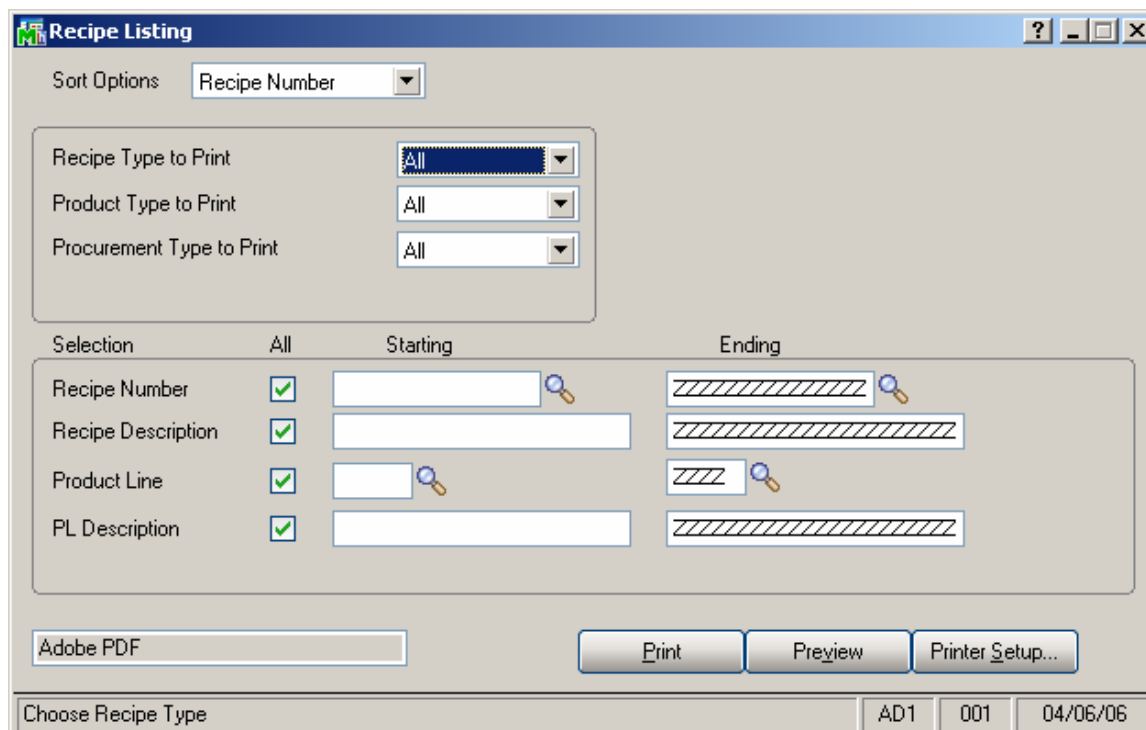 Recipe Listing
Sort Options Recipe Number
Recipe Type to Print All
Product Type to Print All
Procurement Type to Print All
Selection All Starting Ending
Recipe Number ZZZZZZZZZZZZZZZ
Recipe Description ZZZZZZZZZZZZZZZZZZZZZZ
Product Line ZZZZ
PL Description ZZZZZZZZZZZZZZZZZZZZZZ
Adobe PDF Print Preview Printer Setup...
Choose Recipe Type AD1 001 04/06/06